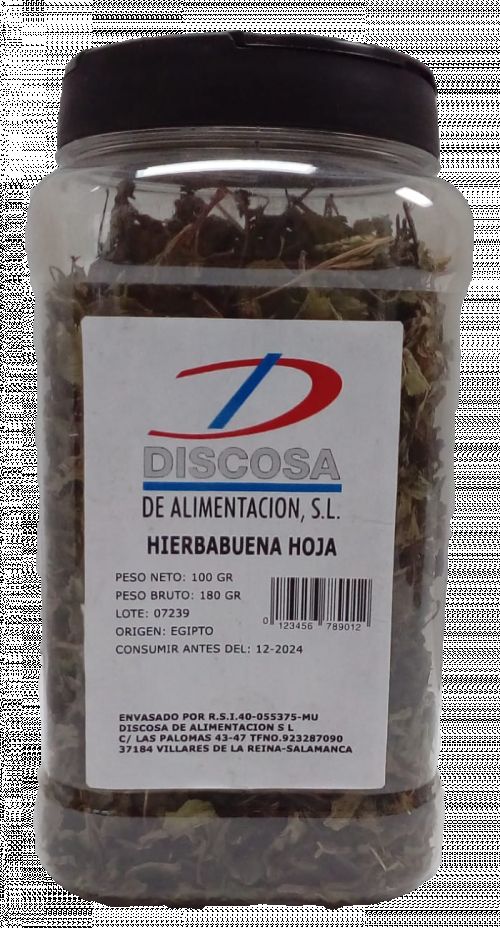 DISCOSA
DE ALIMENTACION, S.L.
HIERBABUENA HOJA
PESO NETO: 100 GR
PESO BRUTO: 180 GR
LOTE: 07239
ORIGEN: EGIPTO
CONSUMIR ANTES DEL: 12-2024
0 123456 789012
ENVASADO POR R.S.I.40-055375-MU
DISCOSA DE ALIMENTACION S L
C/ LAS PALOMAS 43-47 TFNO.923287090
37184 VILLARES DE LA REINA-SALAMANCA